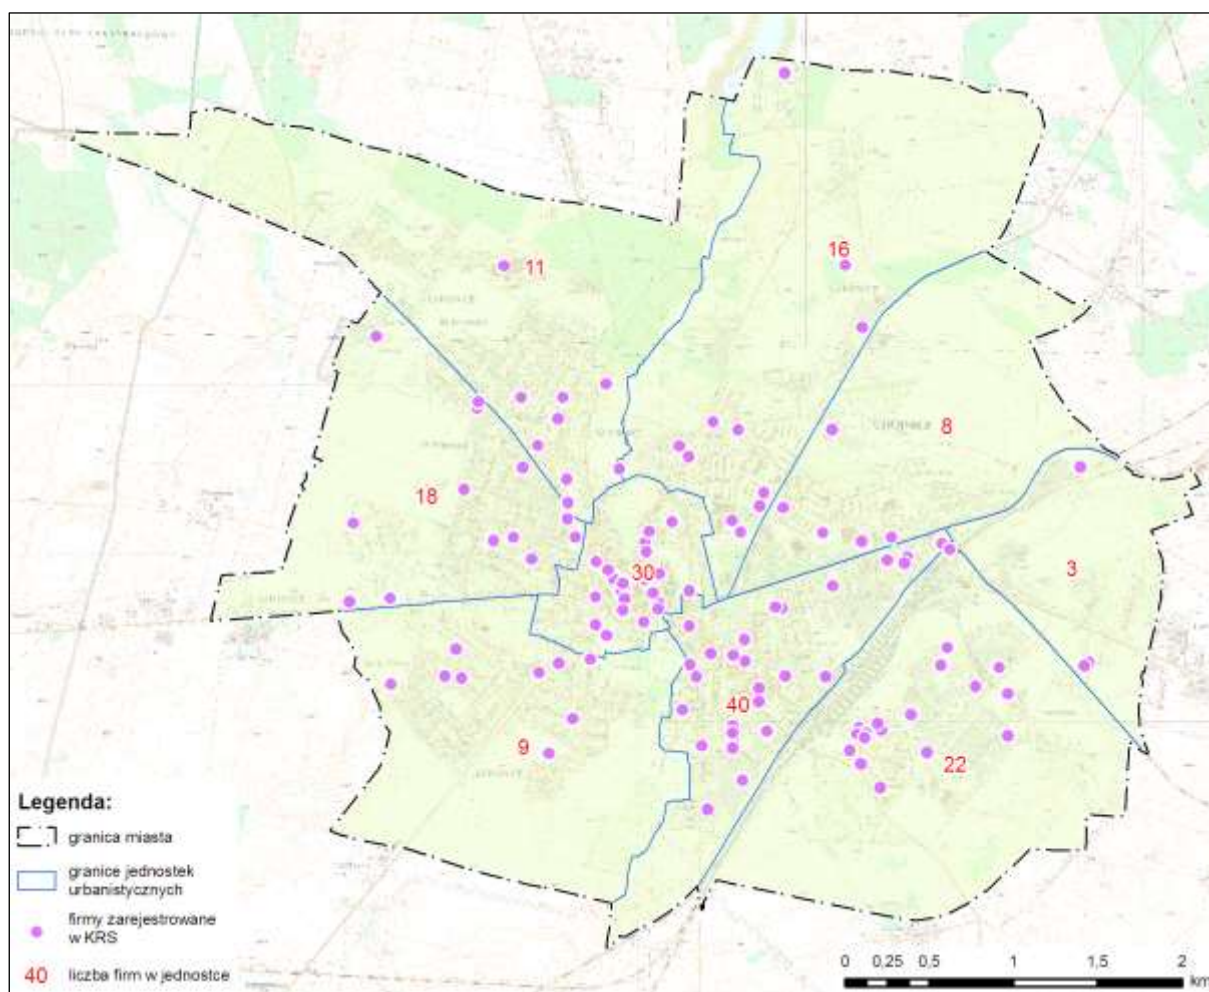 16
11
8
18
30
3
40
9
22
Legenda:
granica miasta
granice jednostek
urbanistycznych
firmy zarejestrowane
w KRS
40 liczba firm w jednostce
0 0,25 0,5 1 1,5 2
km